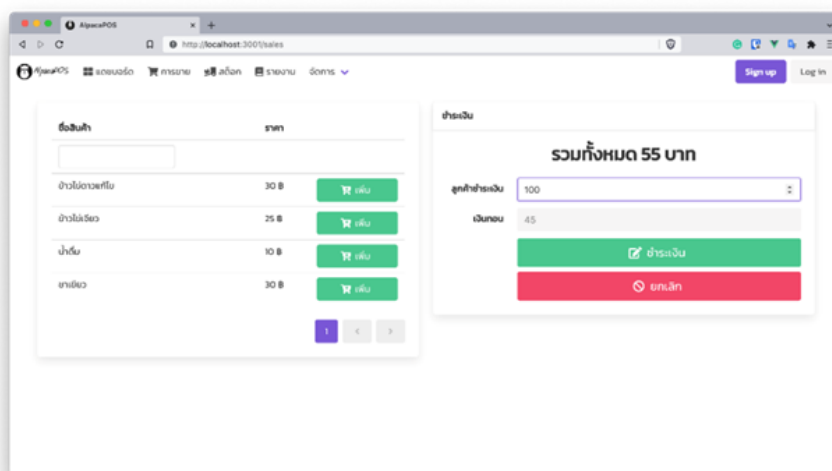 AlpacaPOS
http://localhost:3001/sales
AlpacaPOS แดชบอร์ด การขาย สต็อก รายงาน จัดการ Sign up Log in
ชื่อสินค้า ราคา
ข้าวไข่ดาวแก้ไข 30 ฿ เพิ่ม
ข้าวไข่เจียว 25 ฿ เพิ่ม
น้ำดื่ม 10 ฿ เพิ่ม
ชาเขียว 30 ฿ เพิ่ม
1
ชำระเงิน
รวมทั้งหมด 55 บาท
ลูกค้าชำระเงิน 100
เงินทอน 45
ชำระเงิน
ยกเลิก